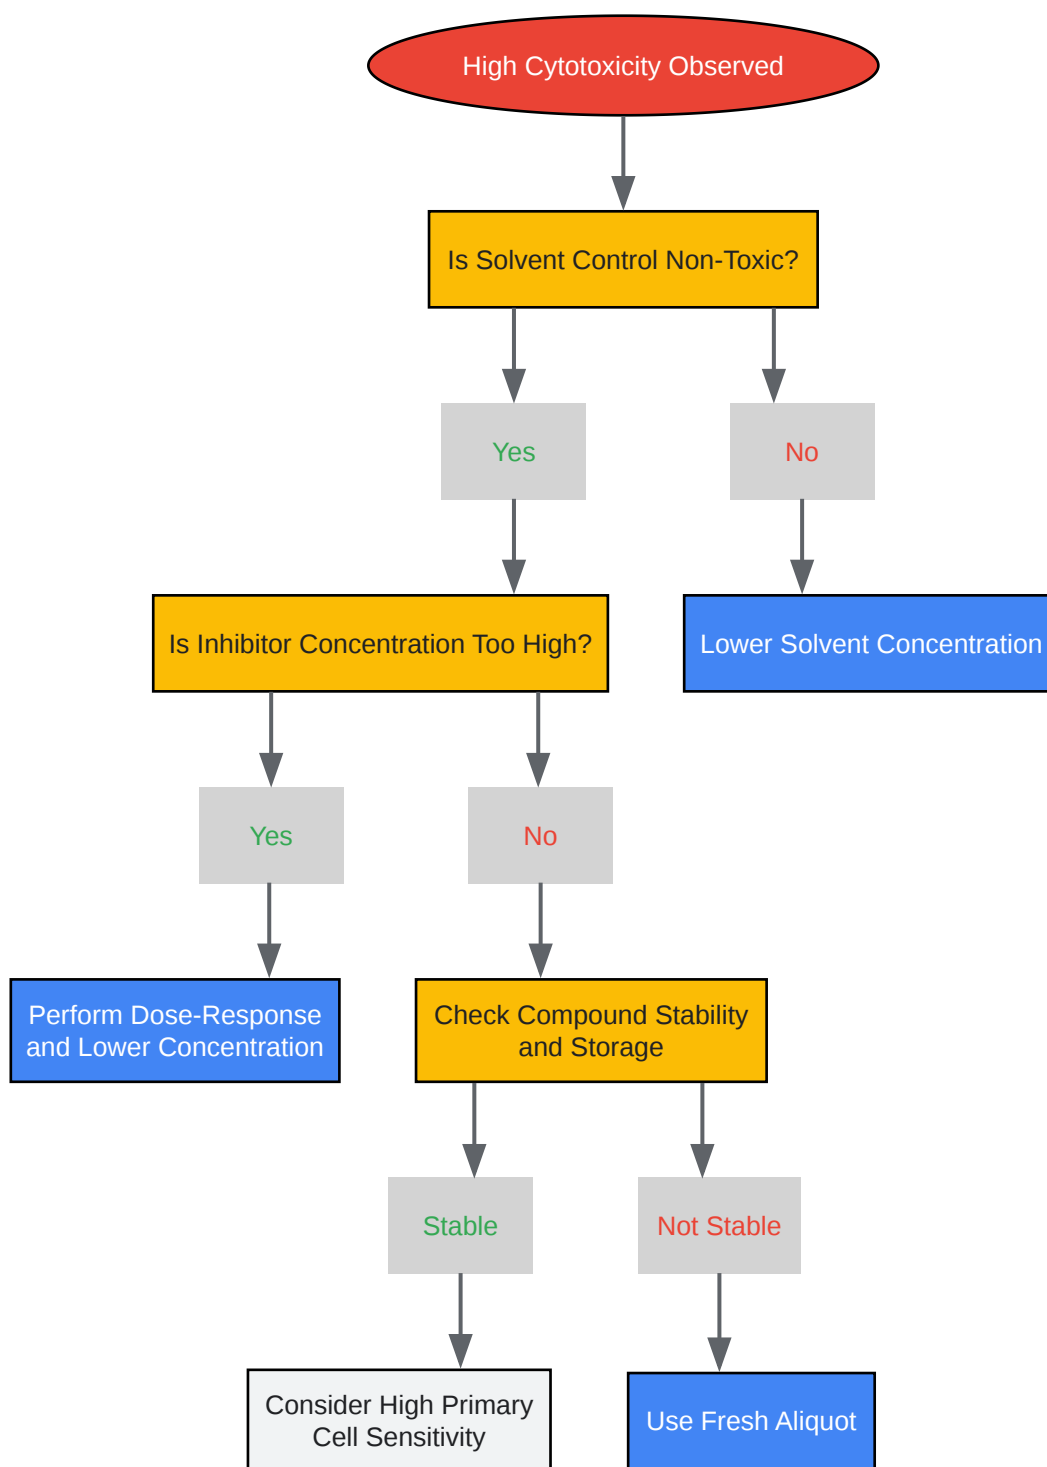 High Cytotoxicity Observed
Is Solvent Control Non-Toxic?
Yes
No
Is Inhibitor Concentration Too High?
Lower Solvent Concentration
Yes
No
Perform Dose-Response
and Lower Concentration
Check Compound Stability
and Storage
Stable
Not Stable
Consider High Primary
Cell Sensitivity
Use Fresh Aliquot